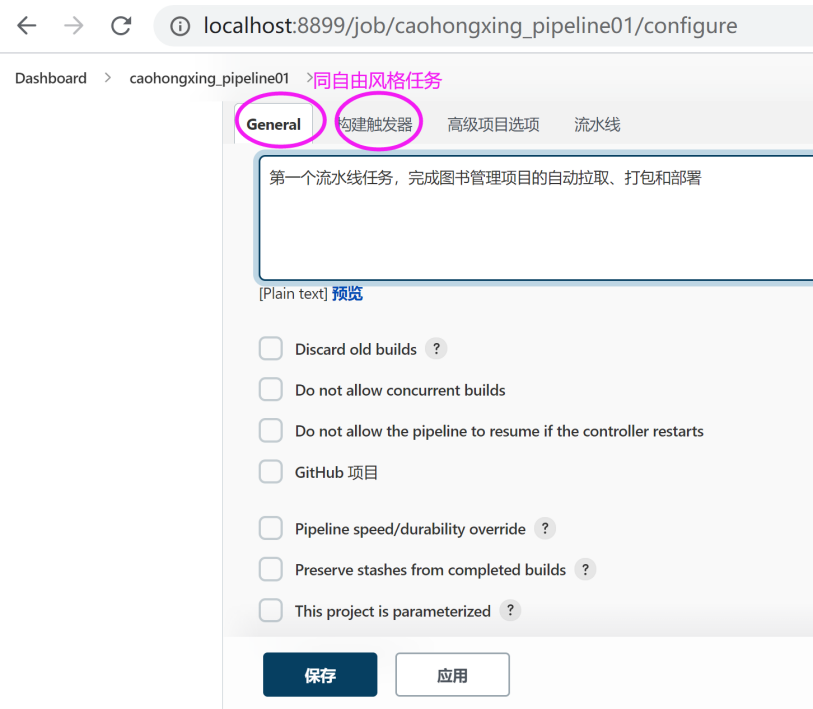 localhost:8899/job/caohongxing_pipeline01/configure
Dashboard > caohongxing_pipeline01 > 同自由风格任务
General 构建触发器 高级项目选项 流水线
第一个流水线任务，完成图书管理项目的自动拉取、打包和部署
[Plain text] 预览
Discard old builds ?
Do not allow concurrent builds
Do not allow the pipeline to resume if the controller restarts
GitHub 项目
Pipeline speed/durability override ?
Preserve stashes from completed builds ?
This project is parameterized ?
保存 应用